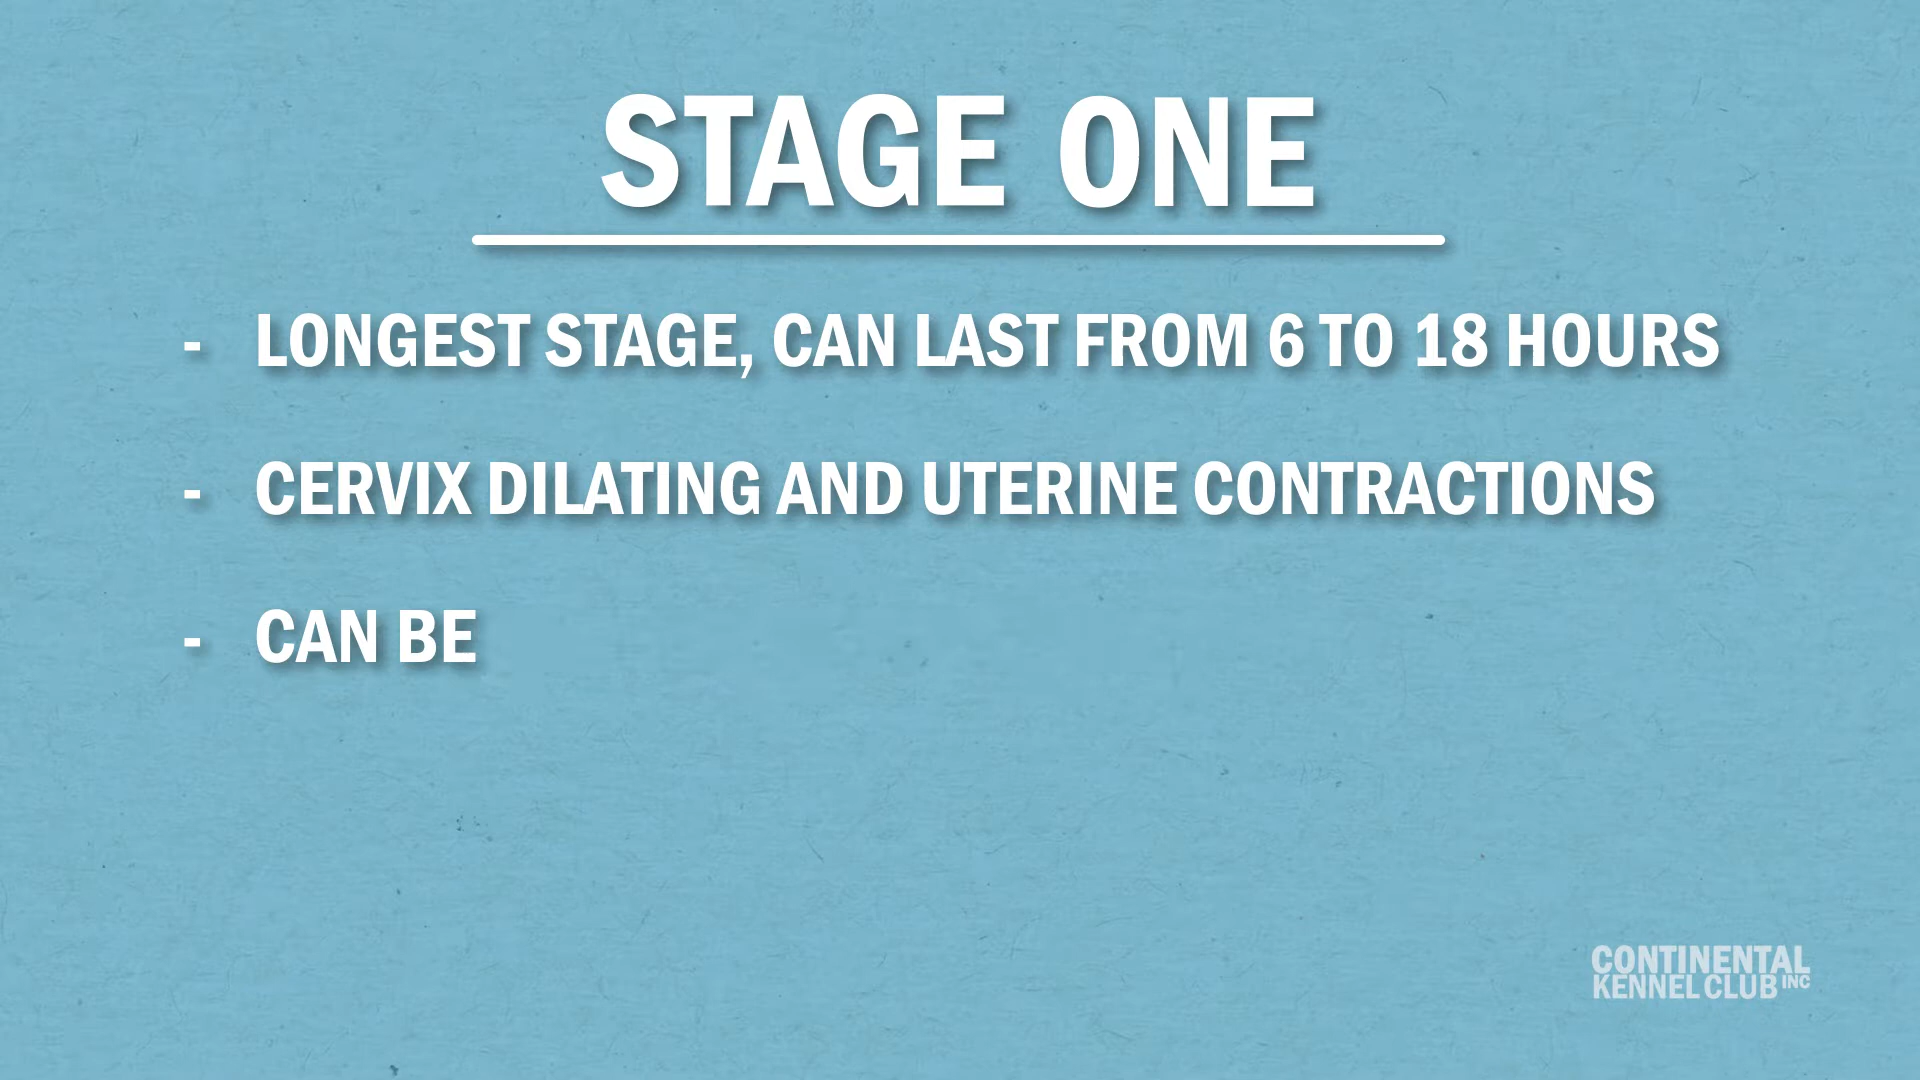 STAGE ONE
- LONGEST STAGE, CAN LAST FROM 6 TO 18 HOURS
- CERVIX DILATING AND UTERINE CONTRACTIONS
- CAN BE
CONTINENTAL
KENNEL CLUB INC